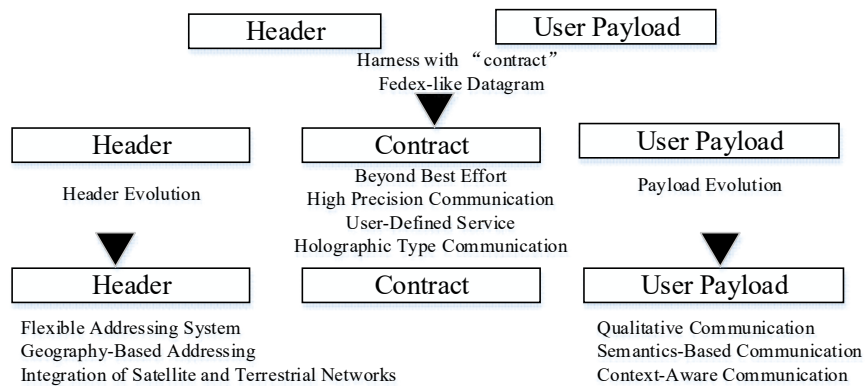 Header
User Payload
Harness with “contract”
Fedex-like Datagram
Header
Contract
User Payload
Header Evolution
Beyond Best Effort
High Precision Communication
User-Defined Service
Holographic Type Communication
Payload Evolution
Header
Contract
User Payload
Flexible Addressing System
Geography-Based Addressing
Integration of Satellite and Terrestrial Networks
Qualitative Communication
Semantics-Based Communication
Context-Aware Communication